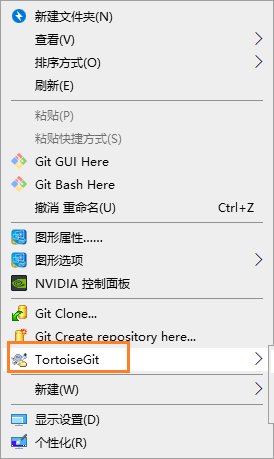 新建文件夹(N)
查看(V)
排序方式(O)
刷新(E)
粘贴(P)
粘贴快捷方式(S)
Git GUI Here
Git Bash Here
撤消 重命名(U) Ctrl+Z
图形属性......
图形选项
NVIDIA 控制面板
Git Clone...
Git Create repository here...
TortoiseGit
新建(W)
显示设置(D)
个性化(R)